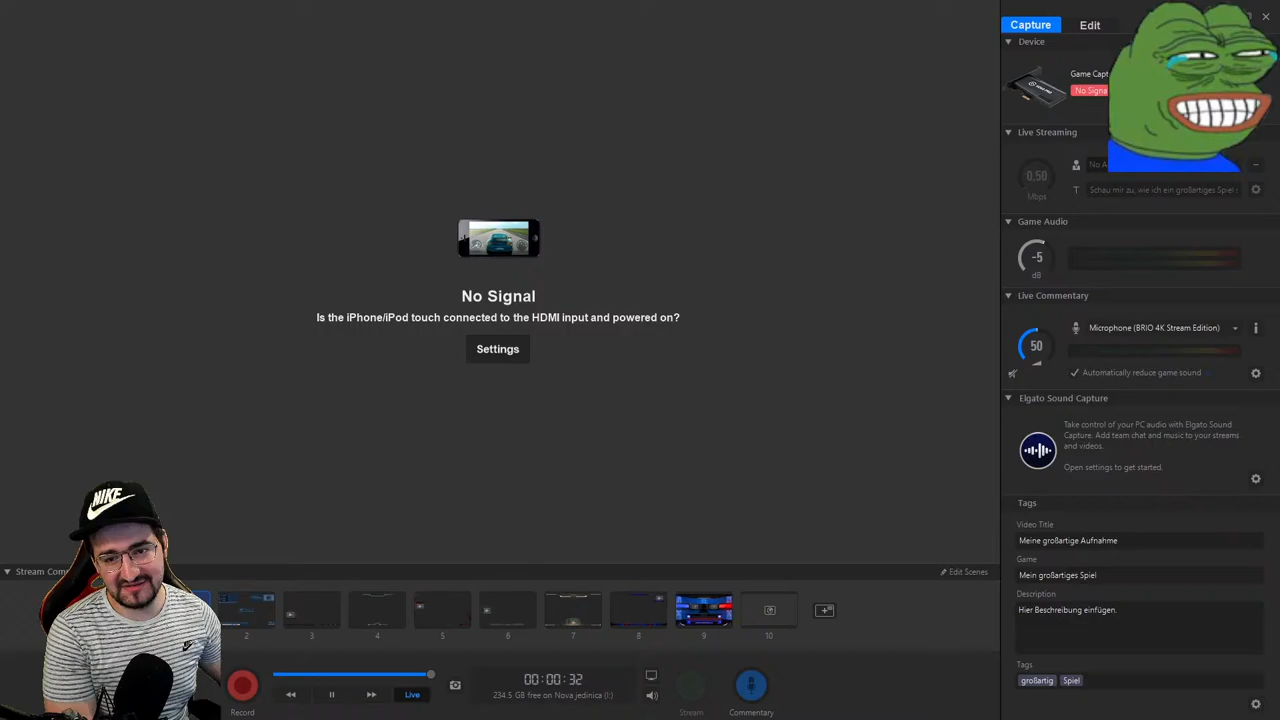 Capture Edit
Device
Game Capt
No Signa
Live Streaming
0,50
Mbps
No A
T Schau mir zu, wie ich ein großartiges Spiel s
Game Audio
-5
dB
Live Commentary
50
Microphone (BRIO 4K Stream Edition)
Automatically reduce game sound
Elgato Sound Capture
Take control of your PC audio with Elgato Sound
Capture. Add team chat and music to your streams
and videos.
Open settings to get started.
Tags
Video Title
Meine großartige Aufnahme
Game
Mein großartiges Spiel
Description
Hier Beschreibung einfügen.
Tags
großartig Spiel
No Signal
Is the iPhone/iPod touch connected to the HDMI input and powered on?
Settings
Stream Com
Edit Scenes
2 3 4 5 6 7 8 9 10
Record
Live
00:00:32
234.5 GB free on Nova jedinica (I:)
Stream
Commentary
NIKE